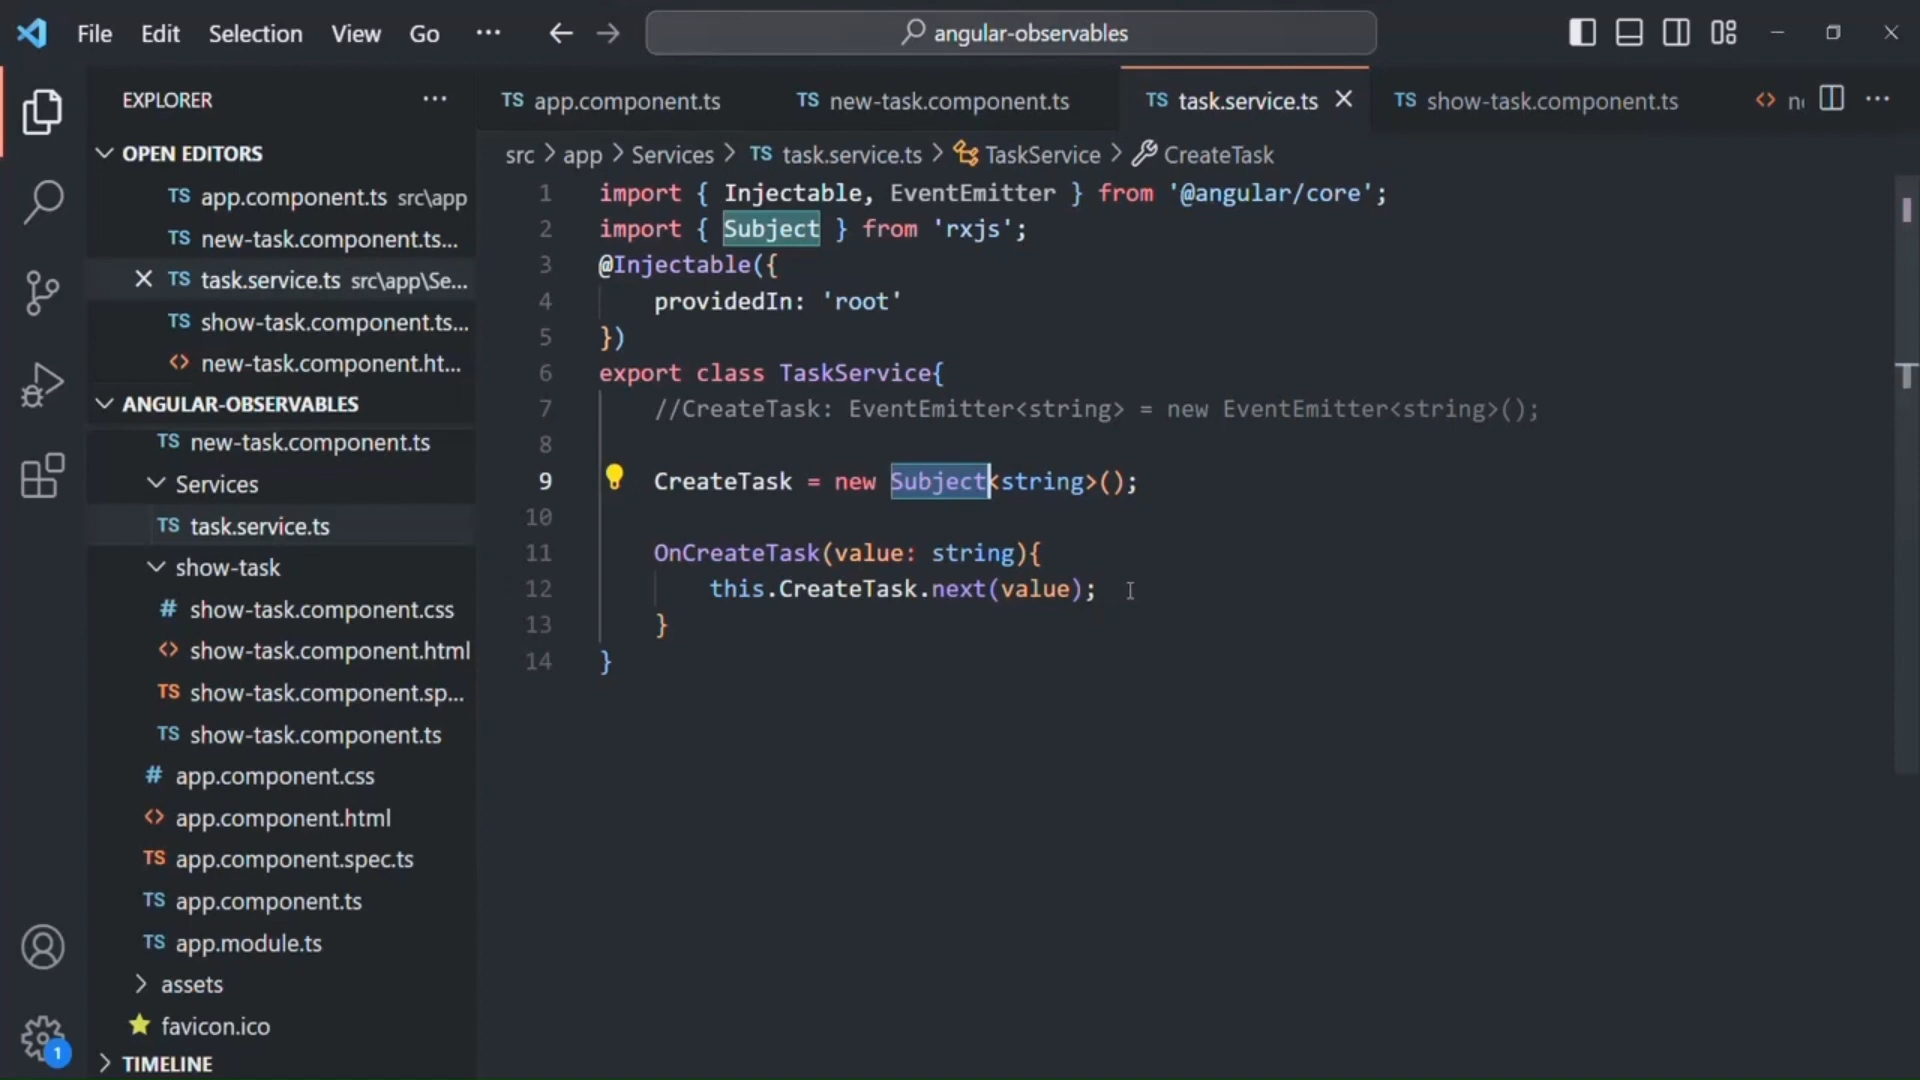 File Edit Selection View Go ··· angular-observables
EXPLORER ···
OPEN EDITORS
TS app.component.ts src\app
TS new-task.component.ts...
TS task.service.ts src\app\Se...
TS show-task.component.ts...
<> new-task.component.ht...
ANGULAR-OBSERVABLES
TS new-task.component.ts
Services
TS task.service.ts
show-task
# show-task.component.css
<> show-task.component.html
TS show-task.component.sp...
TS show-task.component.ts
# app.component.css
<> app.component.html
TS app.component.spec.ts
TS app.component.ts
TS app.module.ts
assets
favicon.ico
TIMELINE
1
TS app.component.ts TS new-task.component.ts TS task.service.ts TS show-task.component.ts <>
src > app > Services > TS task.service.ts > TaskService > CreateTask
1 import { Injectable, EventEmitter } from '@angular/core';
2 import { Subject } from 'rxjs';
3 @Injectable({
4 providedIn: 'root'
5 })
6 export class TaskService{
7 //CreateTask: EventEmitter<string> = new EventEmitter<string>();
8
9 CreateTask = new Subject<string>();
10
11 OnCreateTask(value: string){
12 this.CreateTask.next(value);
13 }
14 }